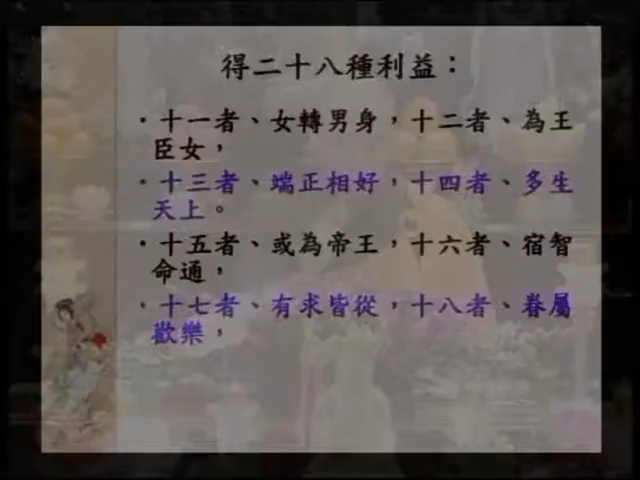 得二十八種利益：
·十一者、女轉男身，十二者、為王
臣女，
·十三者、端正相好，十四者、多生
天上。
·十五者、或為帝王，十六者、宿智
命通，
·十七者、有求皆從，十八者、眷屬
歡樂，